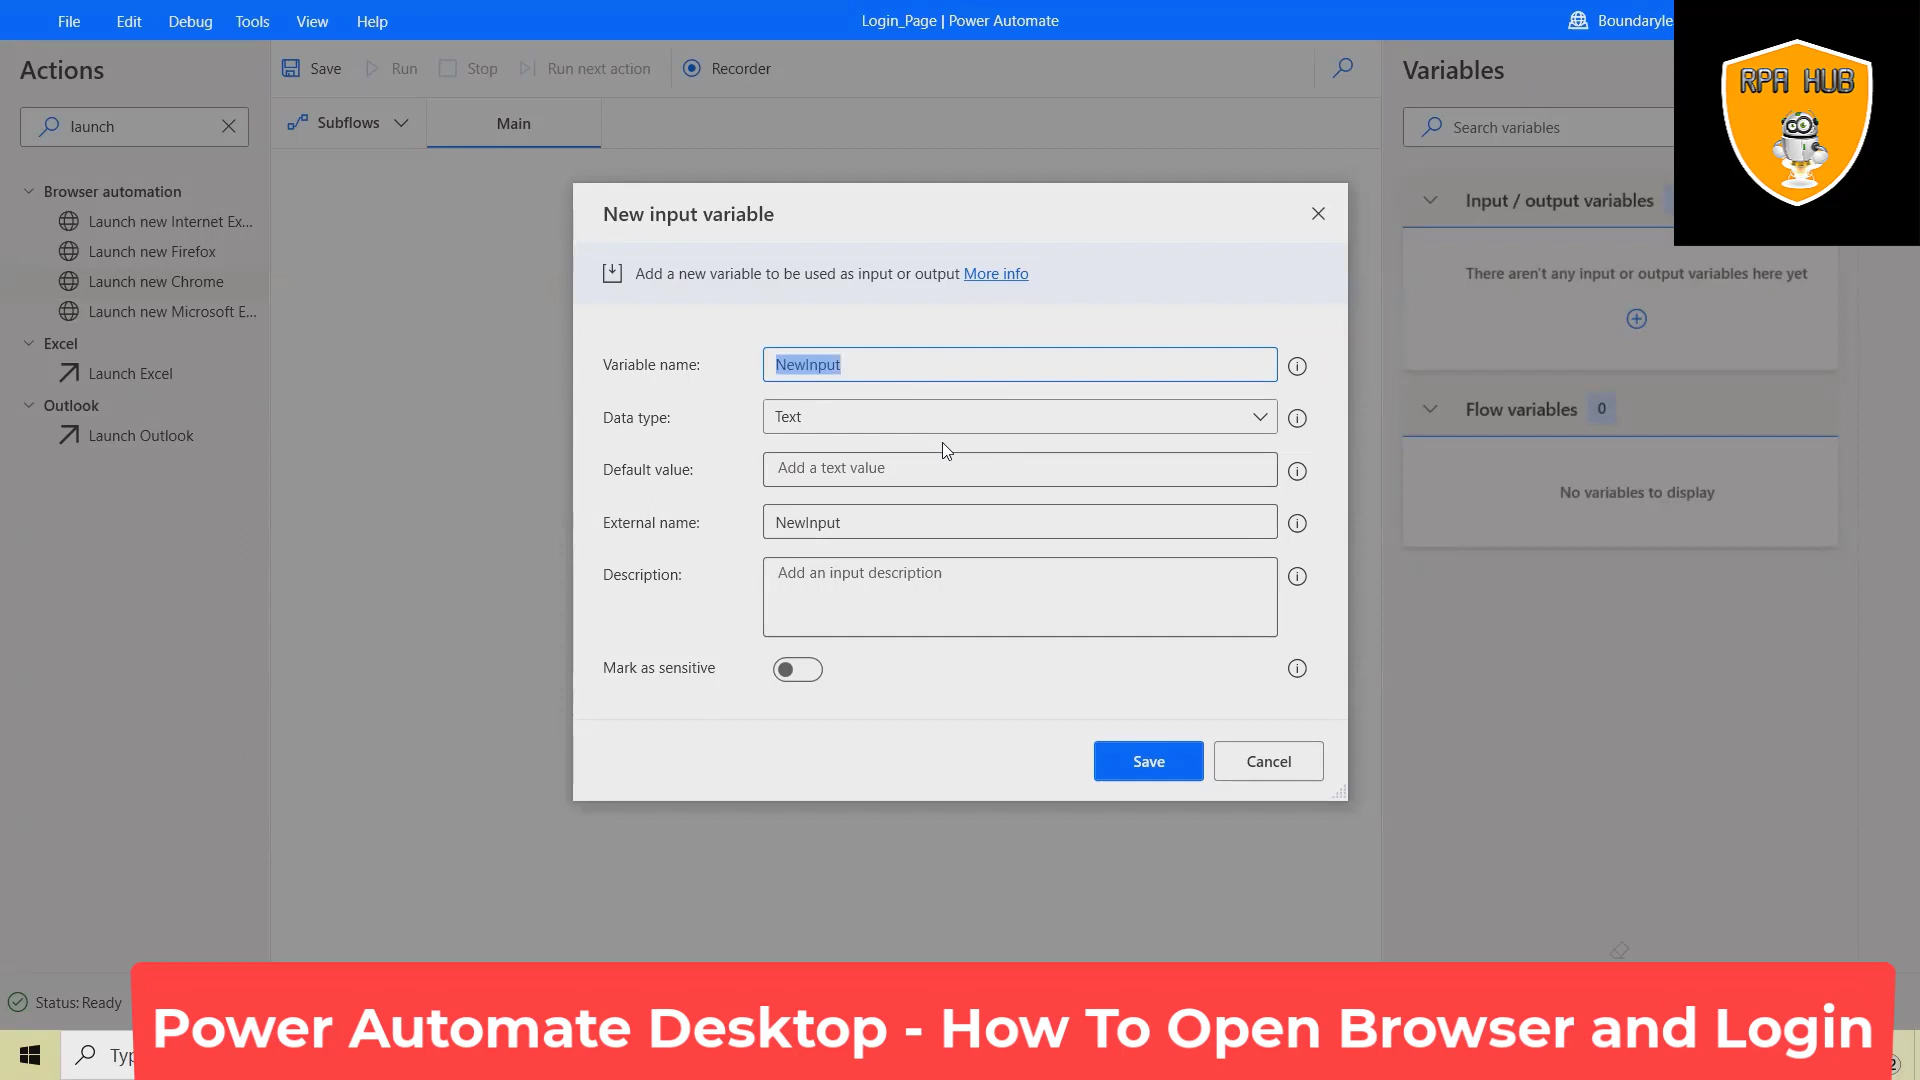 File Edit Debug Tools View Help
Login_Page | Power Automate
Boundaryle
RPA HUB
Actions
launch
Browser automation
Launch new Internet Ex...
Launch new Firefox
Launch new Chrome
Launch new Microsoft E...
Excel
Launch Excel
Outlook
Launch Outlook
Save Run Stop Run next action Recorder
Subflows Main
New input variable
Add a new variable to be used as input or output More info
Variable name: NewInput
Data type: Text
Default value: Add a text value
External name: NewInput
Description: Add an input description
Mark as sensitive
Save Cancel
Variables
Search variables
Input / output variables
There aren't any input or output variables here yet
Flow variables 0
No variables to display
Status: Ready
Typ
Power Automate Desktop - How To Open Browser and Login